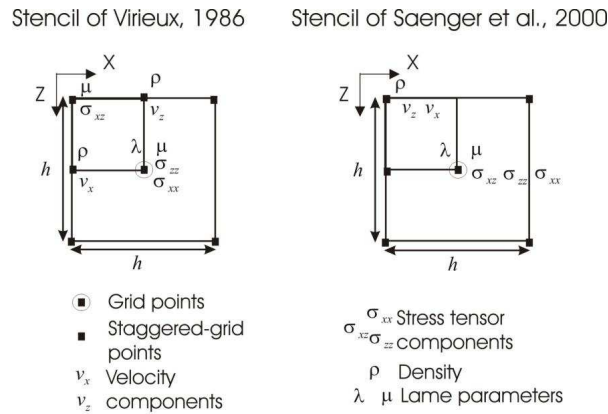 Stencil of Virieux, 1986
X
Z
μ
ρ
σxz
vz
ρ
λ μ
σzz
σxx
vx
h
h
Grid points
Staggered-grid
points
vx Velocity
vz components
Stencil of Saenger et al., 2000
X
Z
ρ
vz vx
λ μ
σxz σzz σxx
h
h
σxx Stress tensor
σxz σzz components
ρ Density
λ μ Lame parameters